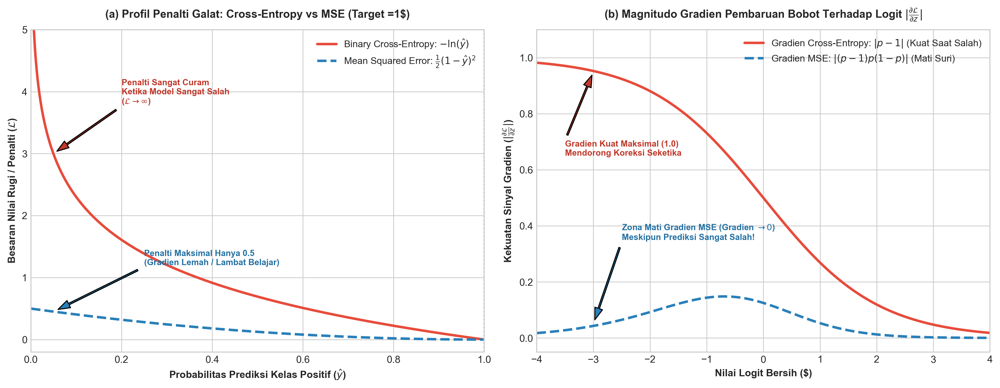 (a) Profil Penalti Galat: Cross-Entropy vs MSE (Target =1$)
5
4
3
2
1
0
0.0
0.2
0.4
0.6
0.8
1.0
Besaran Nilai Rugi / Penalti (ℒ)
Probabilitas Prediksi Kelas Positif (ŷ)
Binary Cross-Entropy: −ln(ŷ)
Mean Squared Error: ½(1 − ŷ)²
Penalti Sangat Curam
Ketika Model Sangat Salah
(ℒ → ∞)
Penalti Maksimal Hanya 0.5
(Gradien Lemah / Lambat Belajar)
(b) Magnitudo Gradien Pembaruan Bobot Terhadap Logit |∂ℒ/∂z|
1.0
0.8
0.6
0.4
0.2
0.0
−4
−3
−2
−1
0
1
2
3
4
Kekuatan Sinyal Gradien (|∂ℒ/∂z|)
Nilai Logit Bersih ($)
Gradien Cross-Entropy: |p − 1| (Kuat Saat Salah)
Gradien MSE: |(p − 1)p(1 − p)| (Mati Suri)
Gradien Kuat Maksimal (1.0)
Mendorong Koreksi Seketika
Zona Mati Gradien MSE (Gradien → 0)
Meskipun Prediksi Sangat Salah!